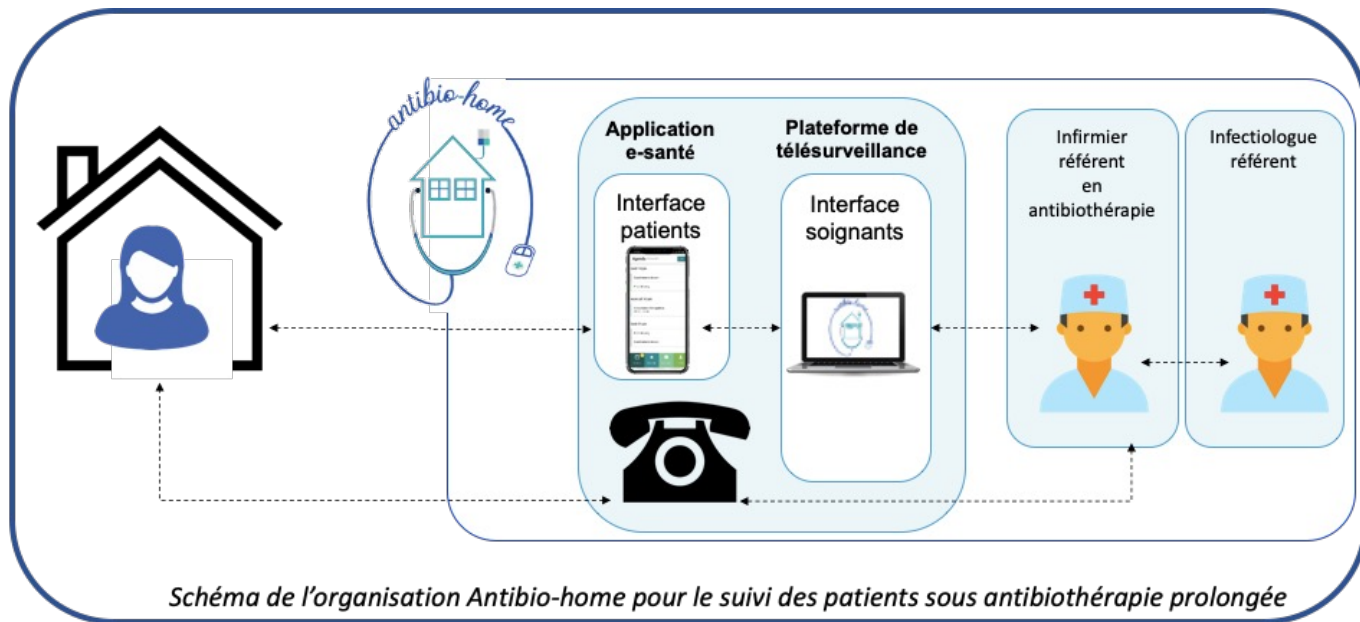 antibio-home
Application
e-santé
Plateforme de
télésurveillance
Infirmier
référent
en
antibiothérapie
Infectiologue
référent
Interface
patients
Interface
soignants
Schéma de l'organisation Antibio-home pour le suivi des patients sous antibiothérapie prolongée